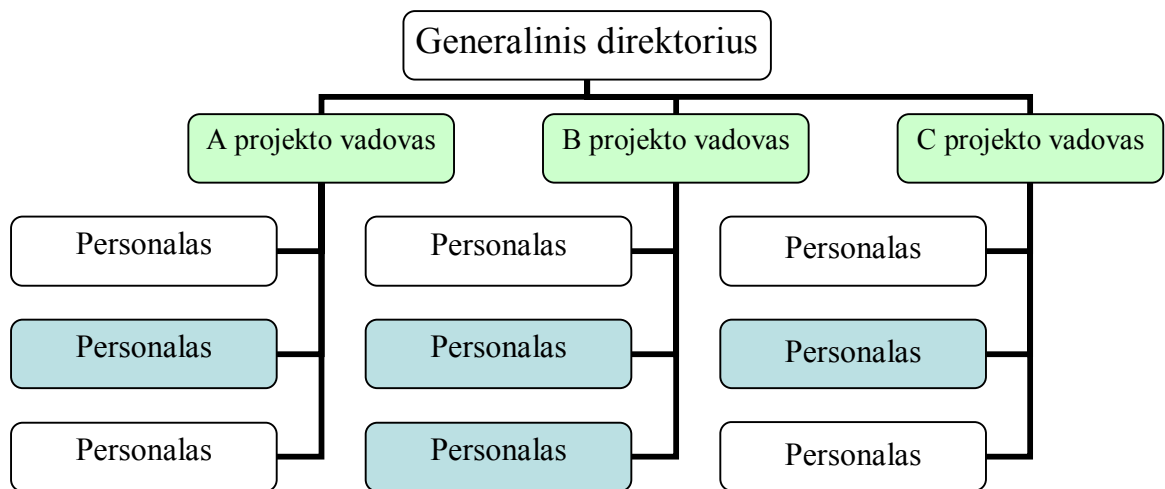 Generalinis direktorius
A projekto vadovas
B projekto vadovas
C projekto vadovas
Personalas
Personalas
Personalas
Personalas
Personalas
Personalas
Personalas
Personalas
Personalas